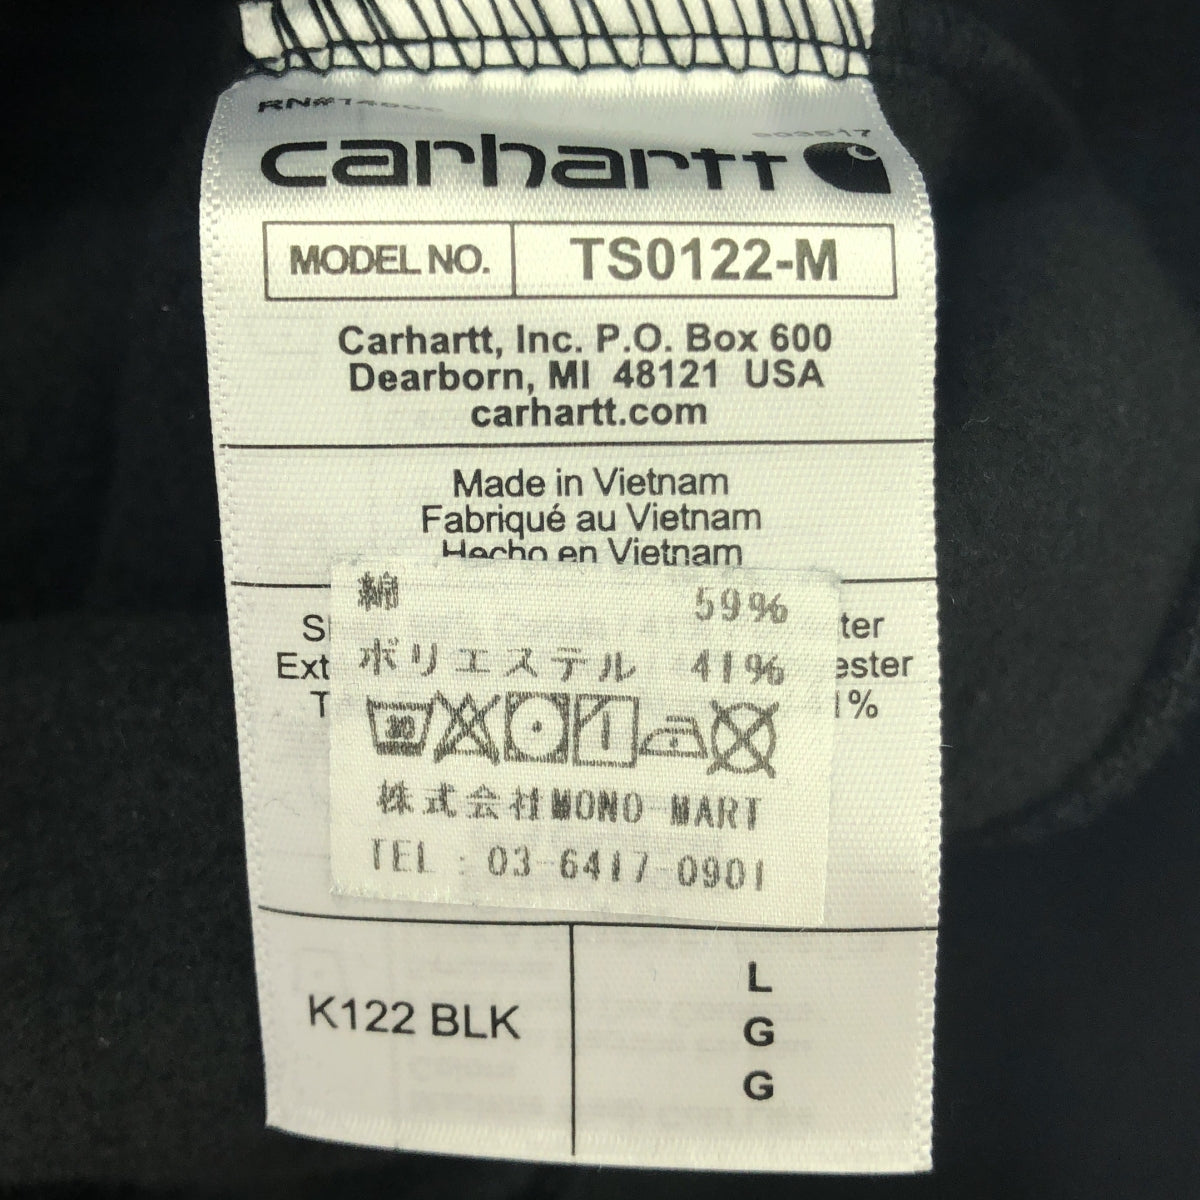 carhartt
MODEL NO. TS0122-M
Carhartt, Inc. P.O. Box 600
Dearborn, MI 48121 USA
carhartt.com
Made in Vietnam
Fabriqué au Vietnam
Hecho en Vietnam
綿 59%
ポリエステル 41%
株式会社MONO-MART
TEL : 03-6417-0901
K122 BLK
L
G
G